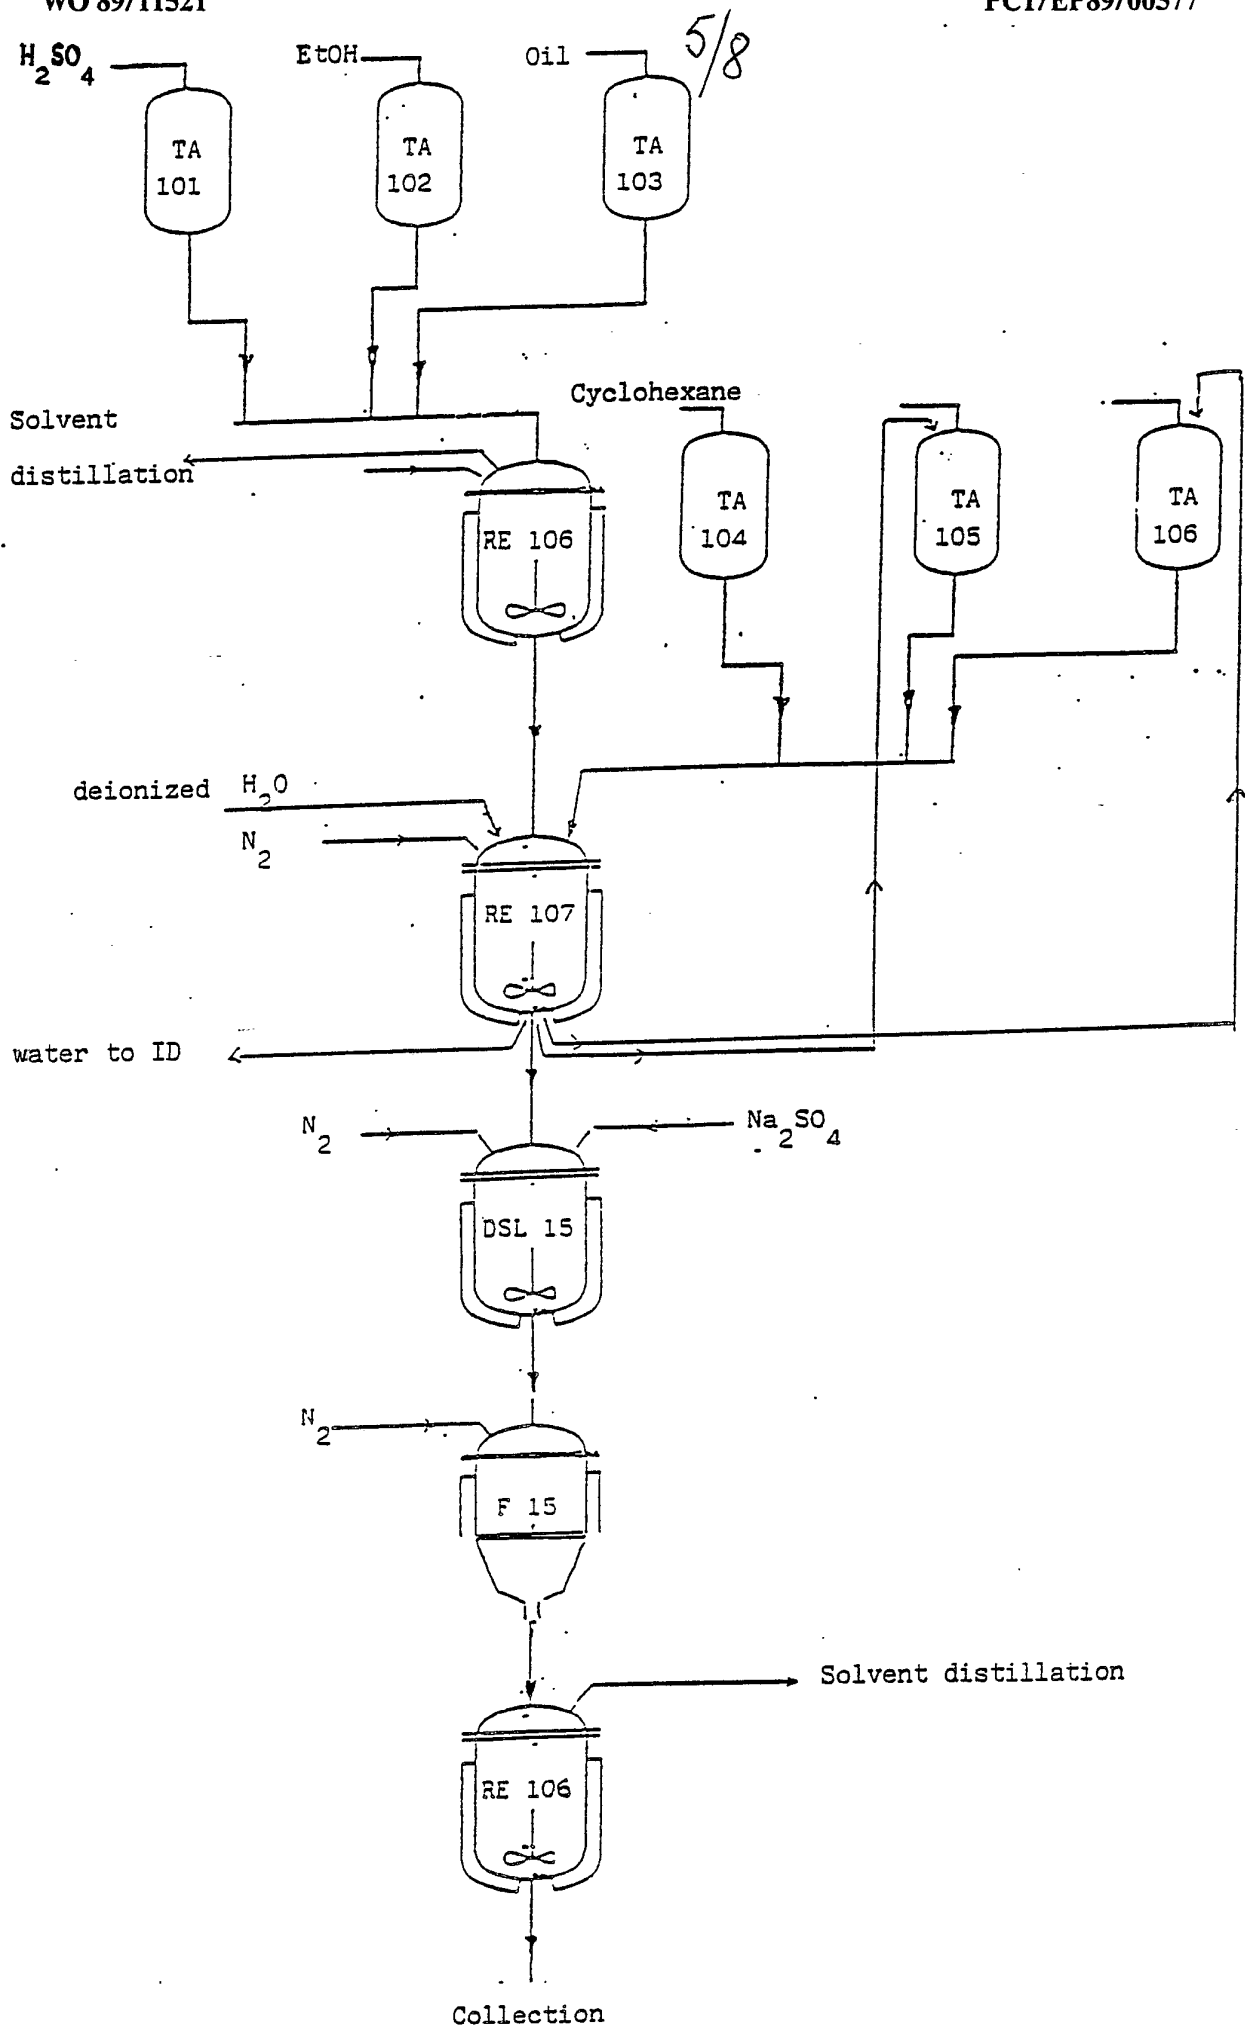 WO 89/11521
PCT/EP89/00577
5/8
H2SO4
EtOH
Oil
TA
101
TA
102
TA
103
Cyclohexane
Solvent
distillation
RE 106
TA
104
TA
105
TA
106
deionized H2O
N2
RE 107
water to ID
N2
Na2SO4
DSL 15
N2
F 15
Solvent distillation
RE 106
Collection